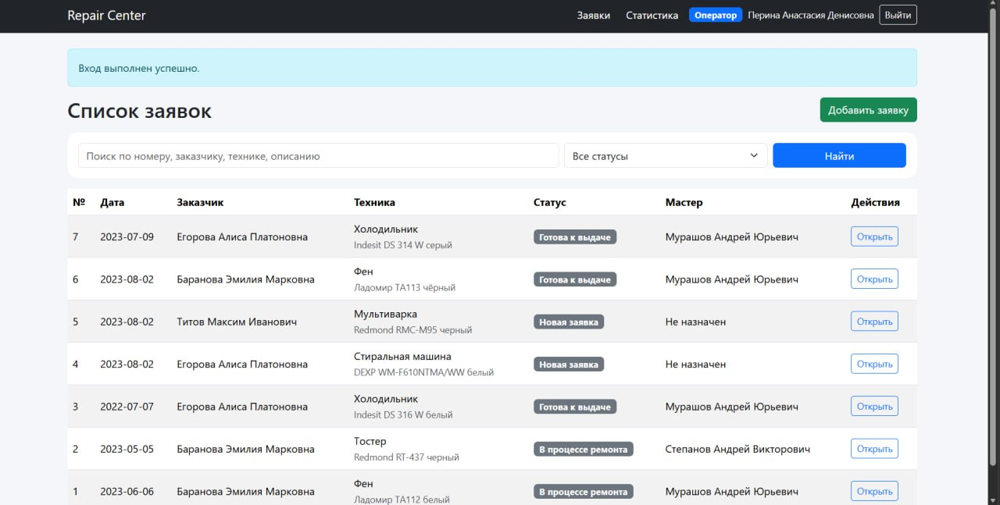 Repair Center Заявки Статистика Оператор Перина Анастасия Денисовна Выйти
Вход выполнен успешно.
Список заявок Добавить заявку
Поиск по номеру, заказчику, технике, описанию Все статусы Найти
№ Дата Заказчик Техника Статус Мастер Действия
7 2023-07-09 Егорова Алиса Платоновна Холодильник Готова к выдаче Мурашов Андрей Юрьевич Открыть
Indesit DS 314 W серый
6 2023-08-02 Баранова Эмилия Марковна Фен Готова к выдаче Мурашов Андрей Юрьевич Открыть
Ладомир ТА113 чёрный
5 2023-08-02 Титов Максим Иванович Мультиварка Новая заявка Не назначен Открыть
Redmond RMC-M95 черный
4 2023-08-02 Егорова Алиса Платоновна Стиральная машина Новая заявка Не назначен Открыть
DEXP WM-F610NTMA/WW белый
3 2022-07-07 Егорова Алиса Платоновна Холодильник Готова к выдаче Мурашов Андрей Юрьевич Открыть
Indesit DS 316 W белый
2 2023-05-05 Баранова Эмилия Марковна Тостер В процессе ремонта Степанов Андрей Викторович Открыть
Redmond RT-437 черный
1 2023-06-06 Баранова Эмилия Марковна Фен В процессе ремонта Мурашов Андрей Юрьевич Открыть
Ладомир ТА112 белый